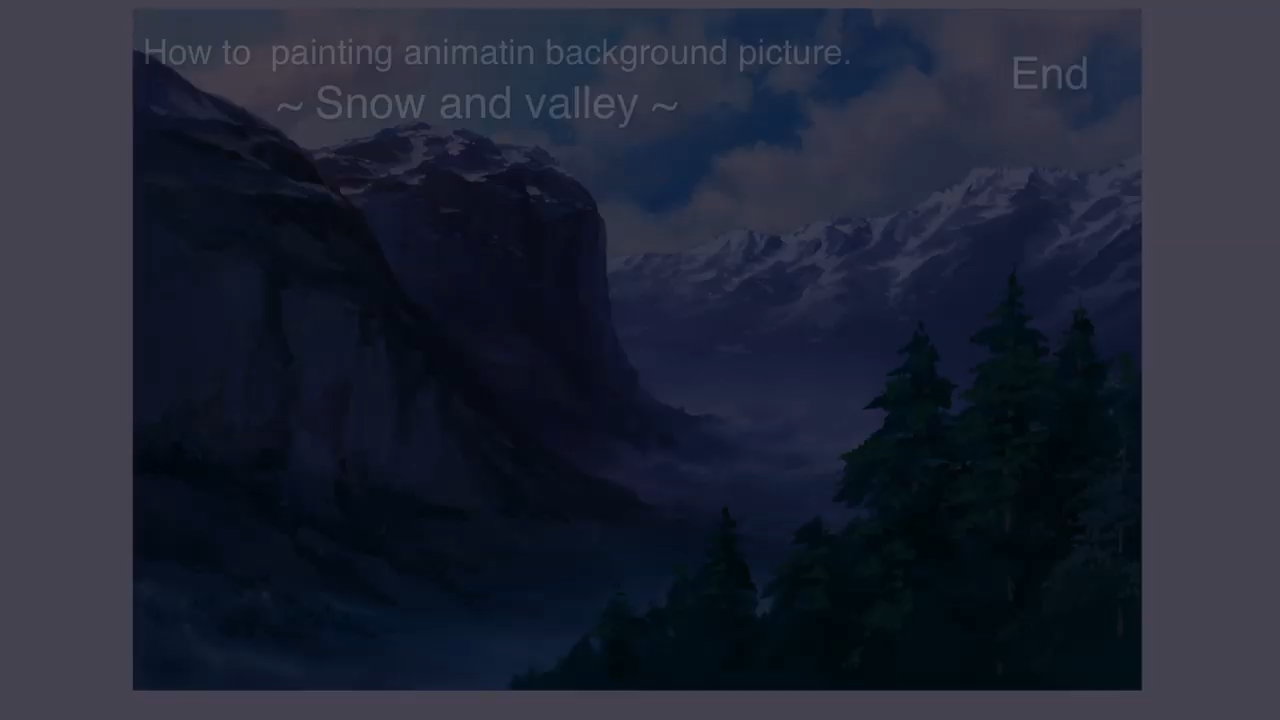 How to  painting animatin background picture.
~ Snow and valley ~
End